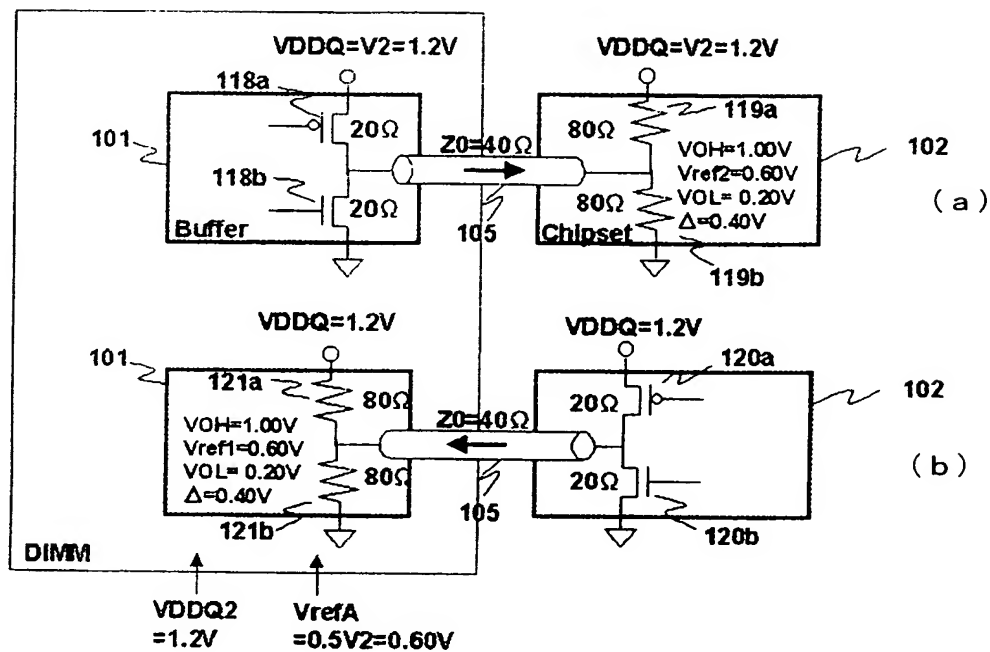 VDDQ=V2=1.2V
VDDQ=V2=1.2V
118a
119a
101
20Ω
Z0=40Ω
80Ω
VOH=1.00V
102
118b
Vref2=0.60V
(a)
20Ω
80Ω
VOL= 0.20V
Δ=0.40V
Buffer
105
Chipset
119b
VDDQ=1.2V
VDDQ=1.2V
101
120a
121a
80Ω
Z0=40Ω
20Ω
102
VOH=1.00V
Vref1=0.60V
(b)
VOL= 0.20V
80Ω
20Ω
Δ=0.40V
105
121b
120b
DIMM
VDDQ2
=1.2V
VrefA
=0.5V2=0.60V